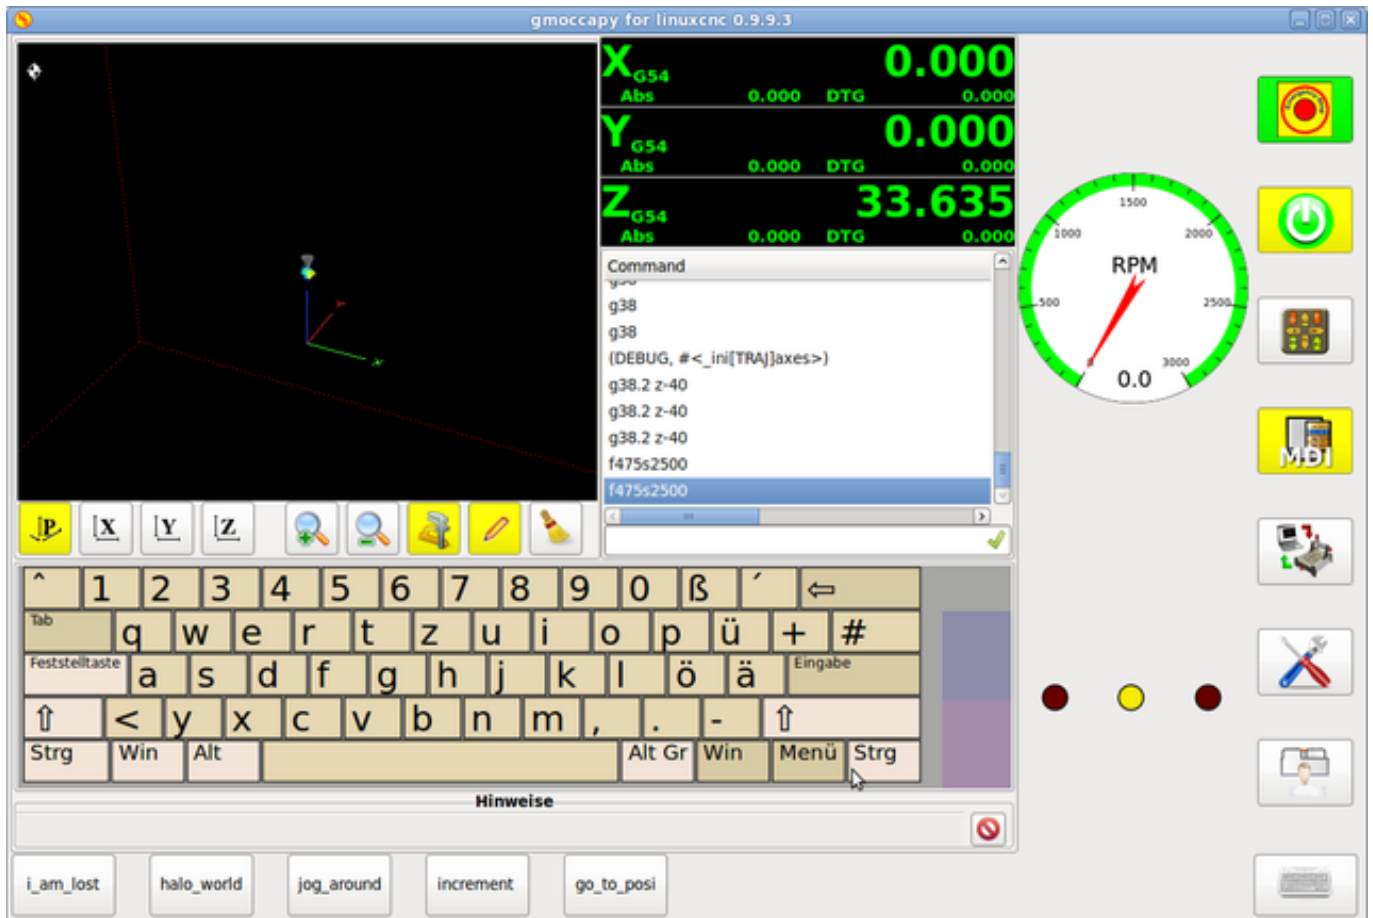 gmoccapy for linuxcnc 0.9.9.3
X G54 0.000
Abs 0.000 DTG 0.000
Y G54 0.000
Abs 0.000 DTG 0.000
Z G54 33.635
Abs 0.000 DTG 0.000
Command
g38
g38
(DEBUG, #<_ini[TRAJ]axes>)
g38.2 z-40
g38.2 z-40
g38.2 z-40
f475s2500
f475s2500
P X Y Z
500 1000 1500 2000 2500 3000
RPM
0.0
MDI
^ 1 2 3 4 5 6 7 8 9 0 ß ´ ⇦
Tab q w e r t z u i o p ü + #
Feststelltaste a s d f g h j k l ö ä Eingabe
⇧ < y x c v b n m , . - ⇧
Strg Win Alt Alt Gr Win Menü Strg
Hinweise
i_am_lost halo_world jog_around increment go_to_posi